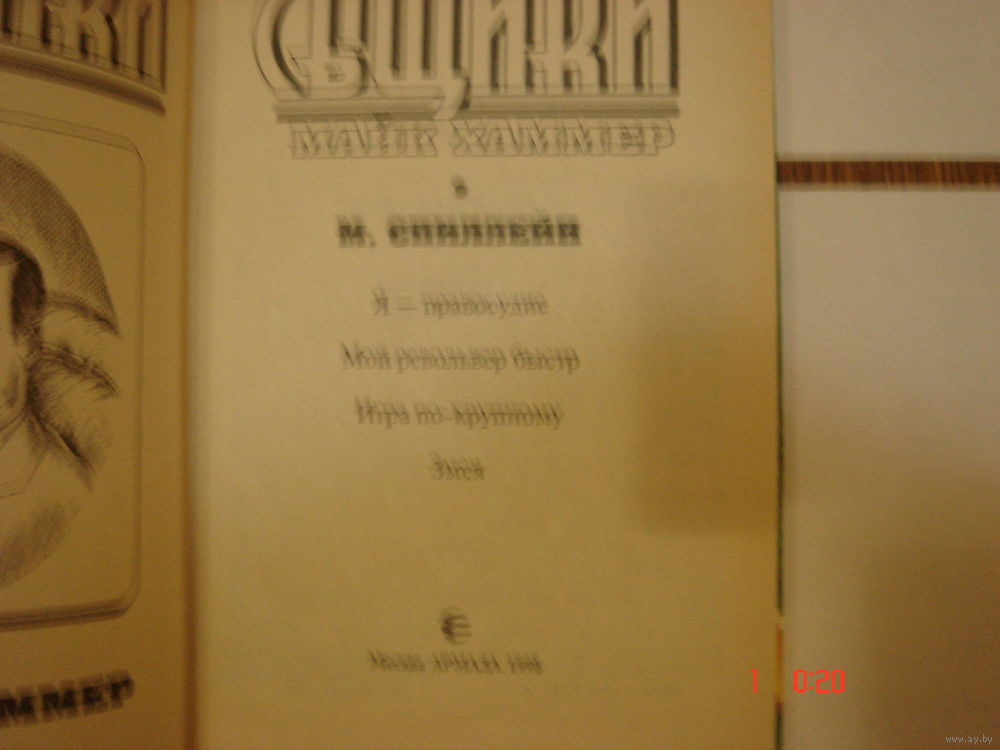 СЫЩИКИ
МАЙК ХАММЕР
М. СПИЛЛЕЙН
Я — правосудие
Мой револьвер быстр
Игра по-крупному
Змея
Москва АРМАДА 1998
ММЕР
1 0:20
www.ay.by